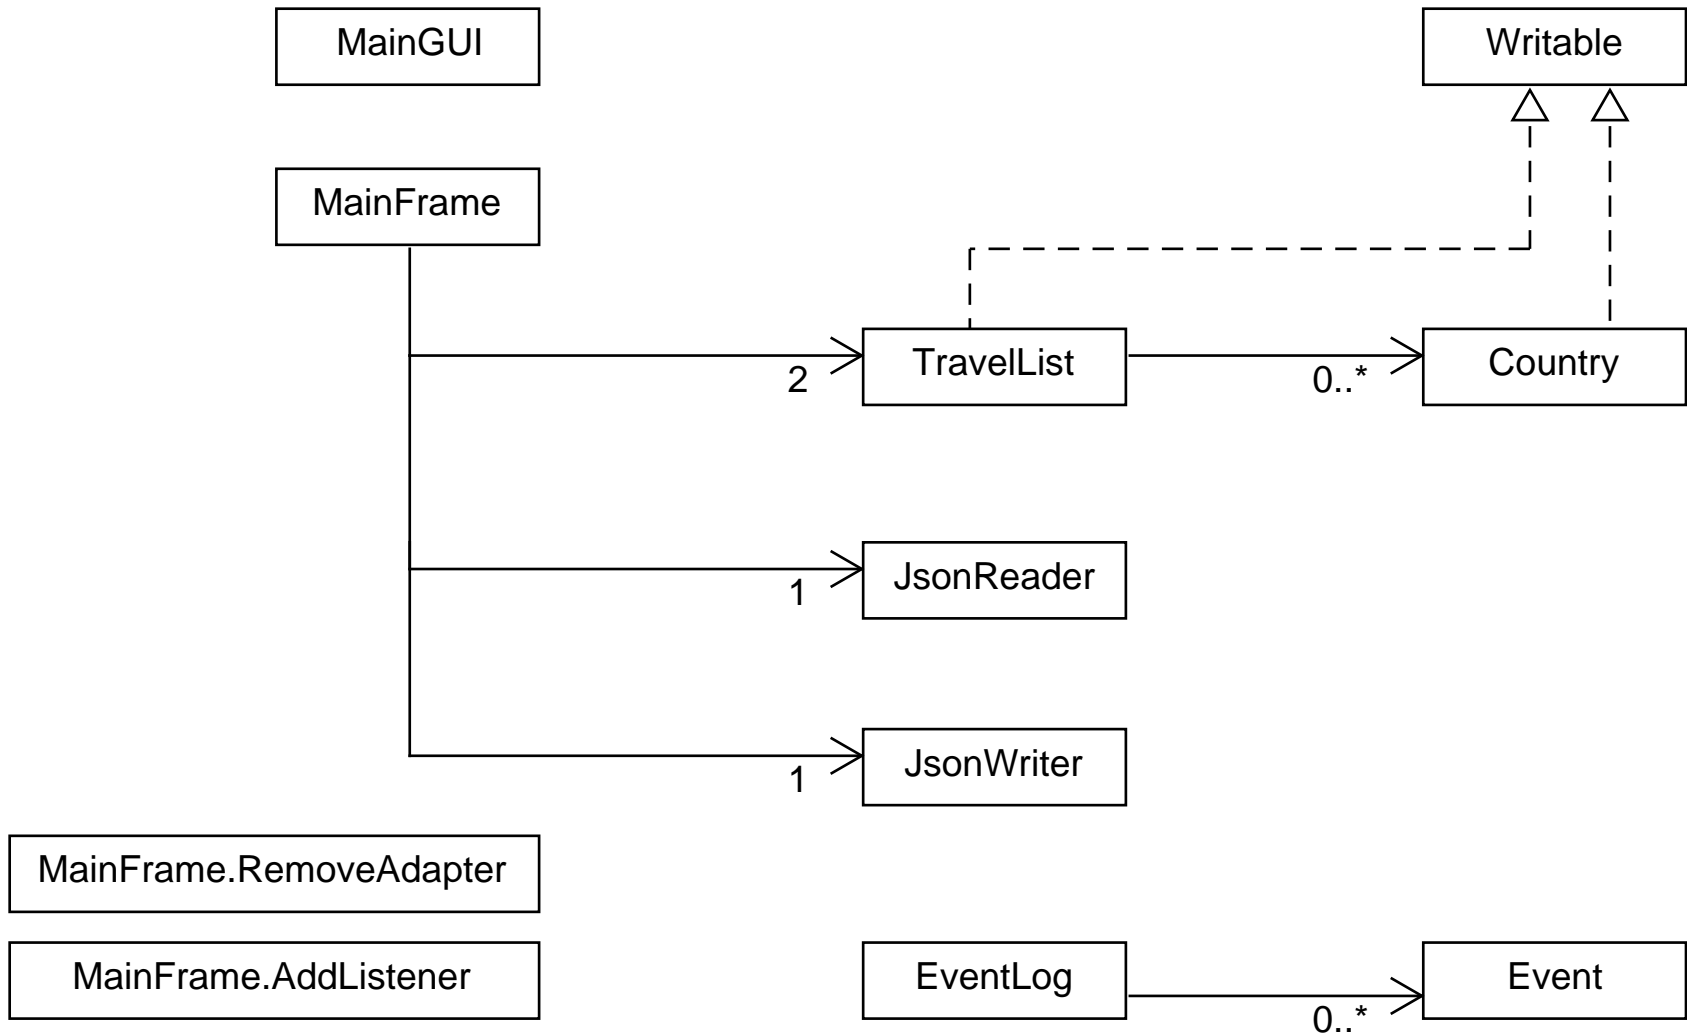 MainGUI
Writable
MainFrame
TravelList
Country
2
0..*
JsonReader
1
JsonWriter
1
MainFrame.RemoveAdapter
MainFrame.AddListener
EventLog
Event
0..*